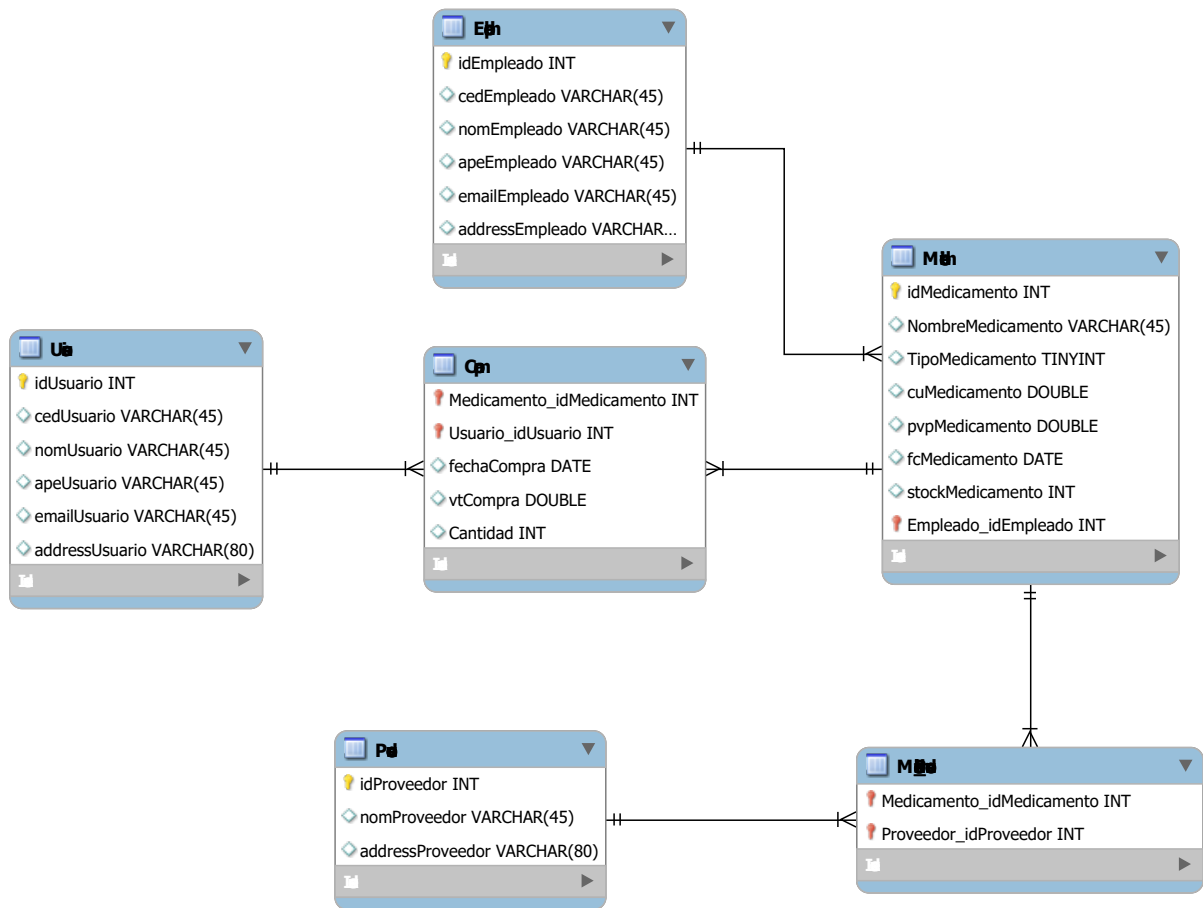 idEmpleado INT
cedEmpleado VARCHAR(45)
nomEmpleado VARCHAR(45)
apeEmpleado VARCHAR(45)
emailEmpleado VARCHAR(45)
addressEmpleado VARCHAR...
idMedicamento INT
NombreMedicamento VARCHAR(45)
TipoMedicamento TINYINT
cuMedicamento DOUBLE
pvpMedicamento DOUBLE
fcMedicamento DATE
stockMedicamento INT
Empleado_idEmpleado INT
idUsuario INT
cedUsuario VARCHAR(45)
nomUsuario VARCHAR(45)
apeUsuario VARCHAR(45)
emailUsuario VARCHAR(45)
addressUsuario VARCHAR(80)
Medicamento_idMedicamento INT
Usuario_idUsuario INT
fechaCompra DATE
vtCompra DOUBLE
Cantidad INT
idProveedor INT
nomProveedor VARCHAR(45)
addressProveedor VARCHAR(80)
Medicamento_idMedicamento INT
Proveedor_idProveedor INT